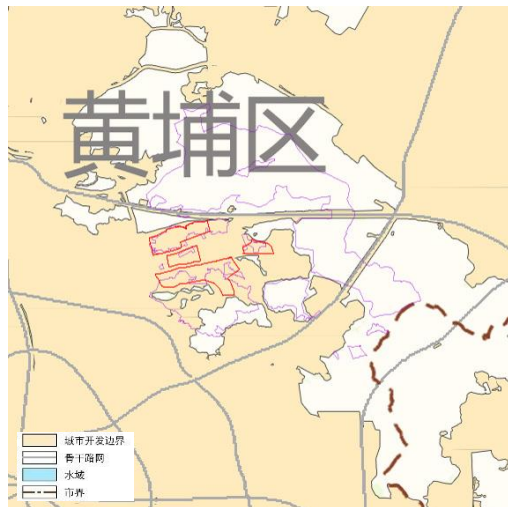 黄埔区
城市开发边界
骨干路网
水域
市界